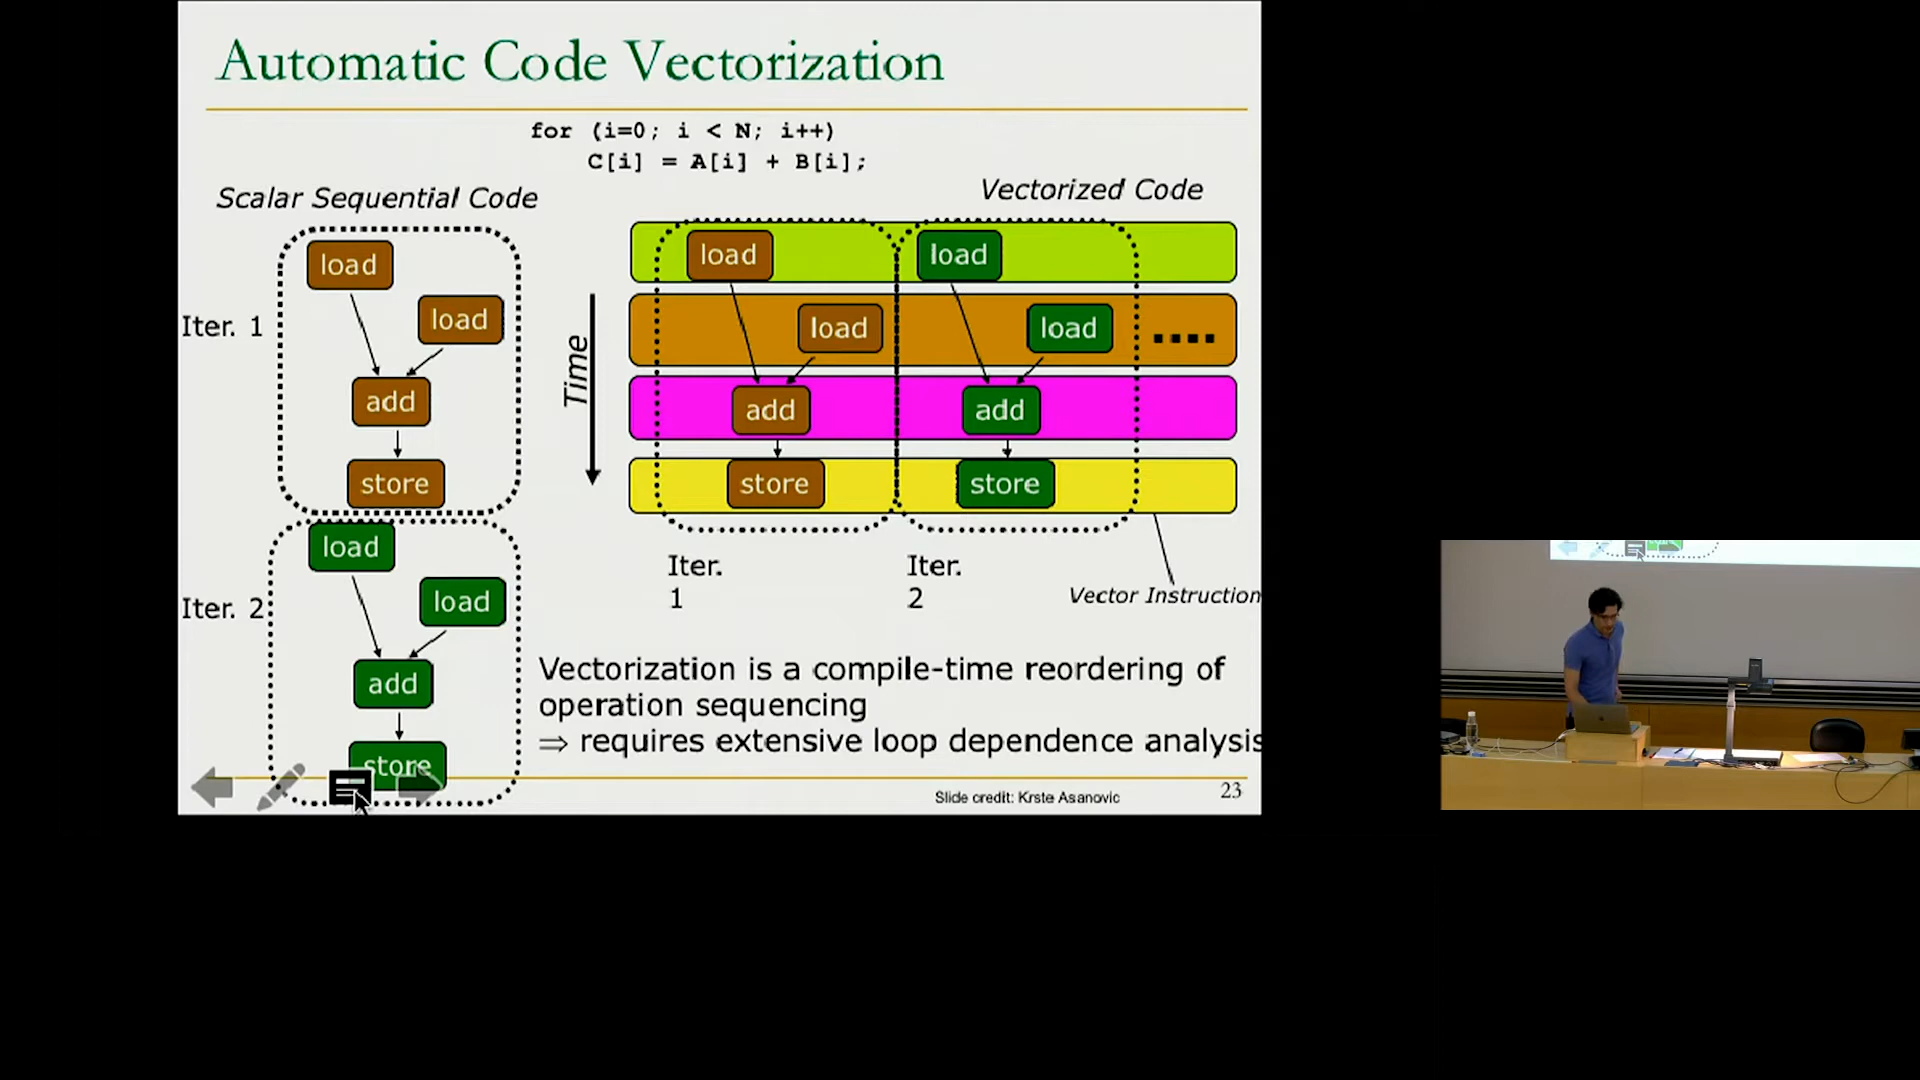 Automatic Code Vectorization
for (i=0; i < N; i++)
C[i] = A[i] + B[i];
Scalar Sequential Code
Vectorized Code
Iter. 1
load
load
add
store
Iter. 2
load
load
add
store
Time
load
load
load
load
....
add
add
store
store
Iter.
1
Iter.
2
Vector Instruction
Vectorization is a compile-time reordering of
operation sequencing
⇒ requires extensive loop dependence analysis
Slide credit: Krste Asanovic
23